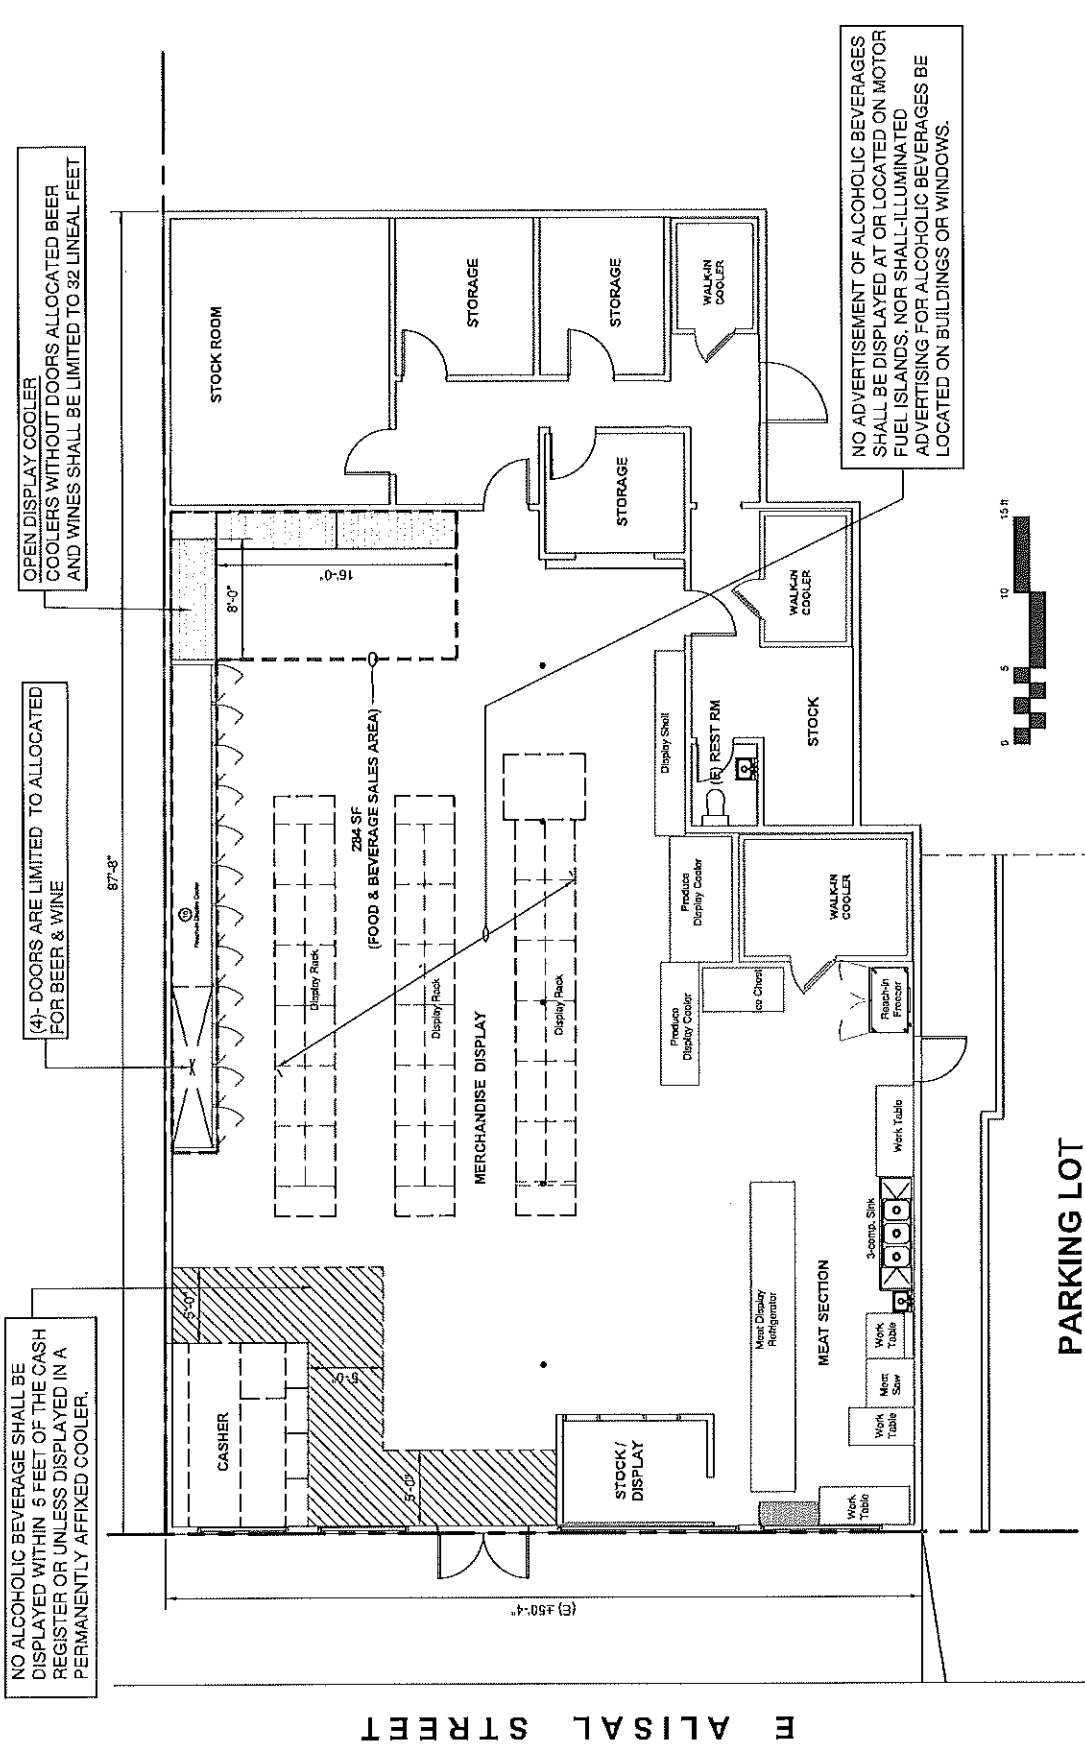 NO ALCOHOLIC BEVERAGE SHALL BE
DISPLAYED WITHIN 5 FEET OF THE CASH
REGISTER OR UNLESS DISPLAYED IN A
PERMANENTLY AFFIXED COOLER.
(4)- DOORS ARE LIMITED TO ALLOCATED
FOR BEER & WINE
OPEN DISPLAY COOLER
COOLERS WITHOUT DOORS ALLOCATED BEER
AND WINES SHALL BE LIMITED TO 32 LINEAL FEET
87'-8"
5'-0"
CASHER
5'-0"
5'-0"
10
Reach-in Display Cooler
8'-0"
16'-0"
STOCK ROOM
STORAGE
STORAGE
STORAGE
WALK-IN
COOLER
Display Rack
Display Rack
Display Rack
284 SF
(FOOD & BEVERAGE SALES AREA)
MERCHANDISE DISPLAY
STOCK /
DISPLAY
Meat Display
Refrigerator
MEAT SECTION
Work
Table
Work
Table
Meat
Saw
Work
Table
3-comp. Sink
Work Table
Produce
Display Cooler
Ice Chest
Produce
Display Cooler
Reach-in
Freezer
WALK-IN
COOLER
Display Shelf
(E) REST RM
STOCK
WALK-IN
COOLER
NO ADVERTISEMENT OF ALCOHOLIC BEVERAGES
SHALL BE DISPLAYED AT OR LOCATED ON MOTOR
FUEL ISLANDS, NOR SHALL-ILLUMINATED
ADVERTISING FOR ALCOHOLIC BEVERAGES BE
LOCATED ON BUILDINGS OR WINDOWS.
0 5 10 15 ft
(E) ±50'-4"
PARKING LOT
E ALISAL STREET